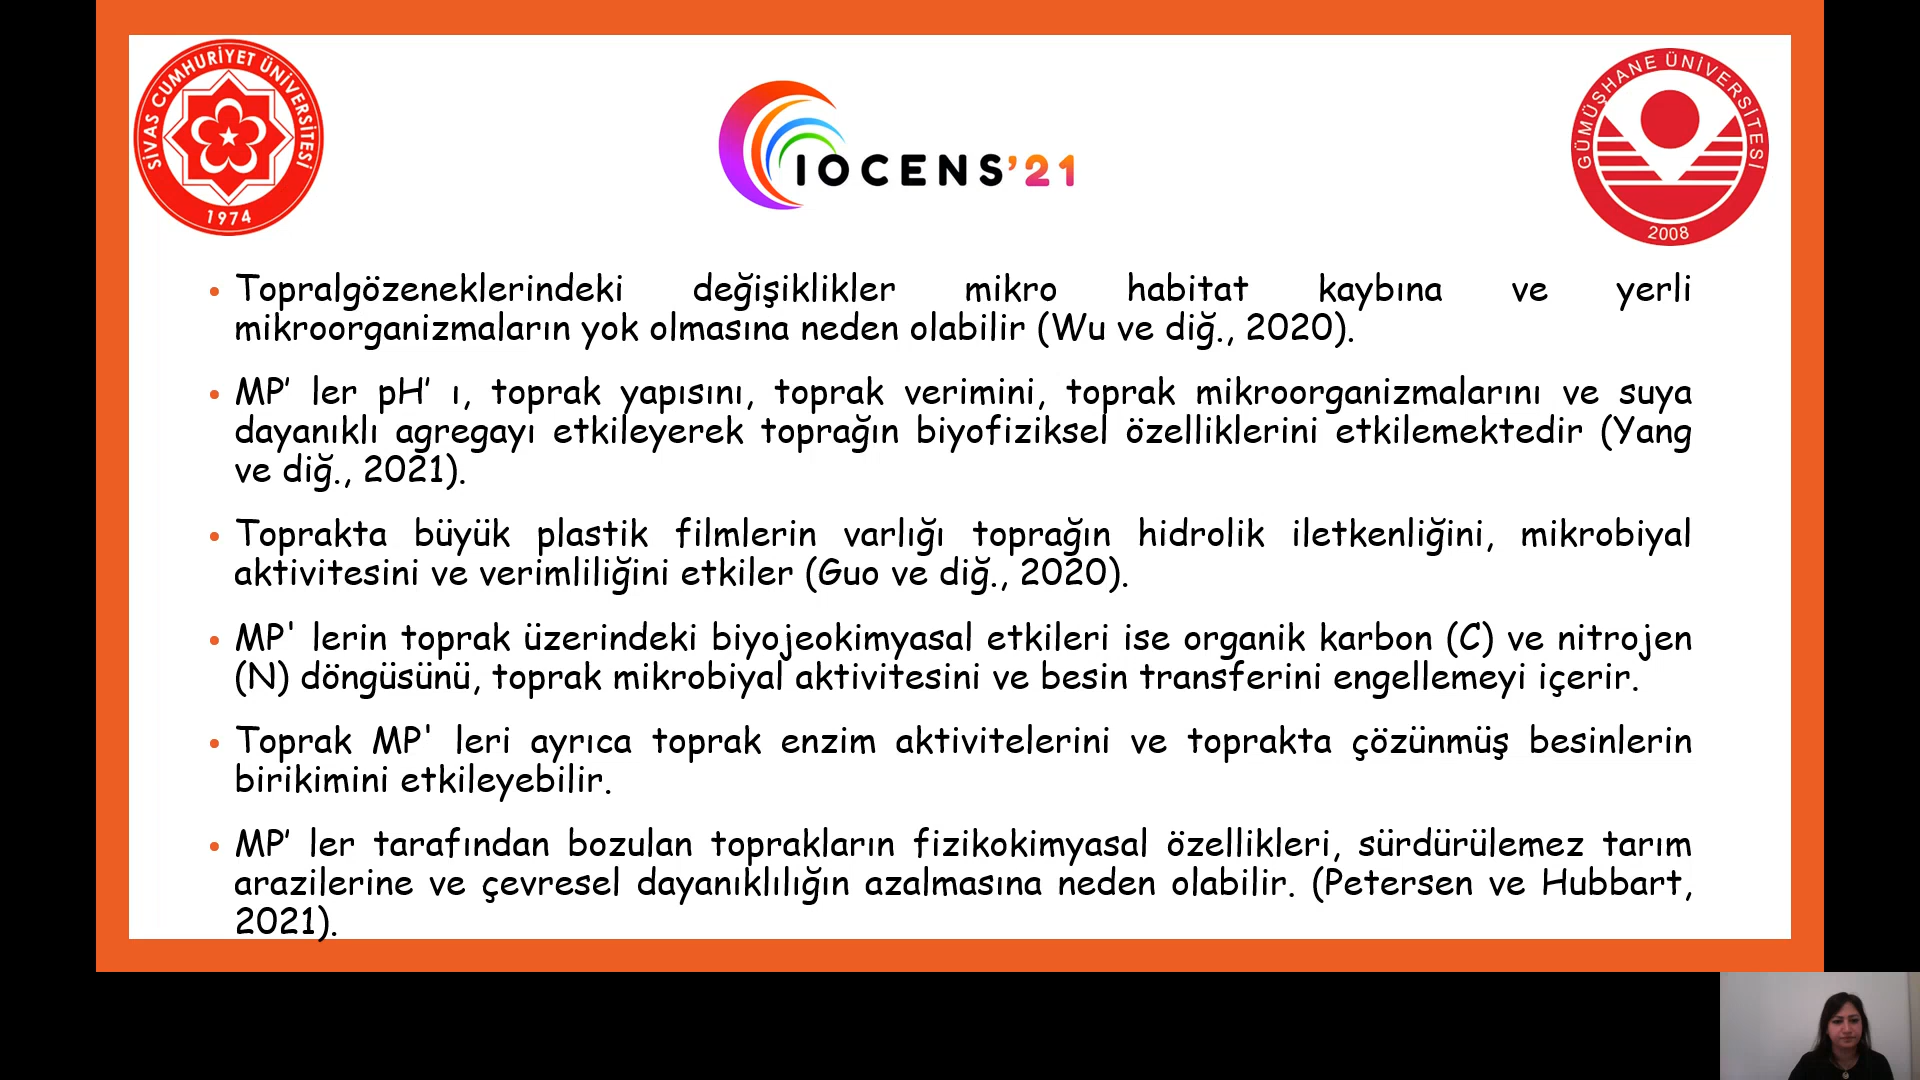 SİVAS CUMHURİYET ÜNİVERSİTESİ
1974
IOCENS'21
GÜMÜŞHANE ÜNİVERSİTESİ
2008
• Topralgözeneklerindeki değişiklikler mikro habitat kaybına ve yerli
mikroorganizmaların yok olmasına neden olabilir (Wu ve diğ., 2020).
• MP’ ler pH’ ı, toprak yapısını, toprak verimini, toprak mikroorganizmalarını ve suya
dayanıklı agregayı etkileyerek toprağın biyofiziksel özelliklerini etkilemektedir (Yang
ve diğ., 2021).
• Toprakta büyük plastik filmlerin varlığı toprağın hidrolik iletkenliğini, mikrobiyal
aktivitesini ve verimliliğini etkiler (Guo ve diğ., 2020).
• MP' lerin toprak üzerindeki biyojeokimyasal etkileri ise organik karbon (C) ve nitrojen
(N) döngüsünü, toprak mikrobiyal aktivitesini ve besin transferini engellemeyi içerir.
• Toprak MP' leri ayrıca toprak enzim aktivitelerini ve toprakta çözünmüş besinlerin
birikimini etkileyebilir.
• MP’ ler tarafından bozulan toprakların fizikokimyasal özellikleri, sürdürülemez tarım
arazilerine ve çevresel dayanıklılığın azalmasına neden olabilir. (Petersen ve Hubbart,
2021).